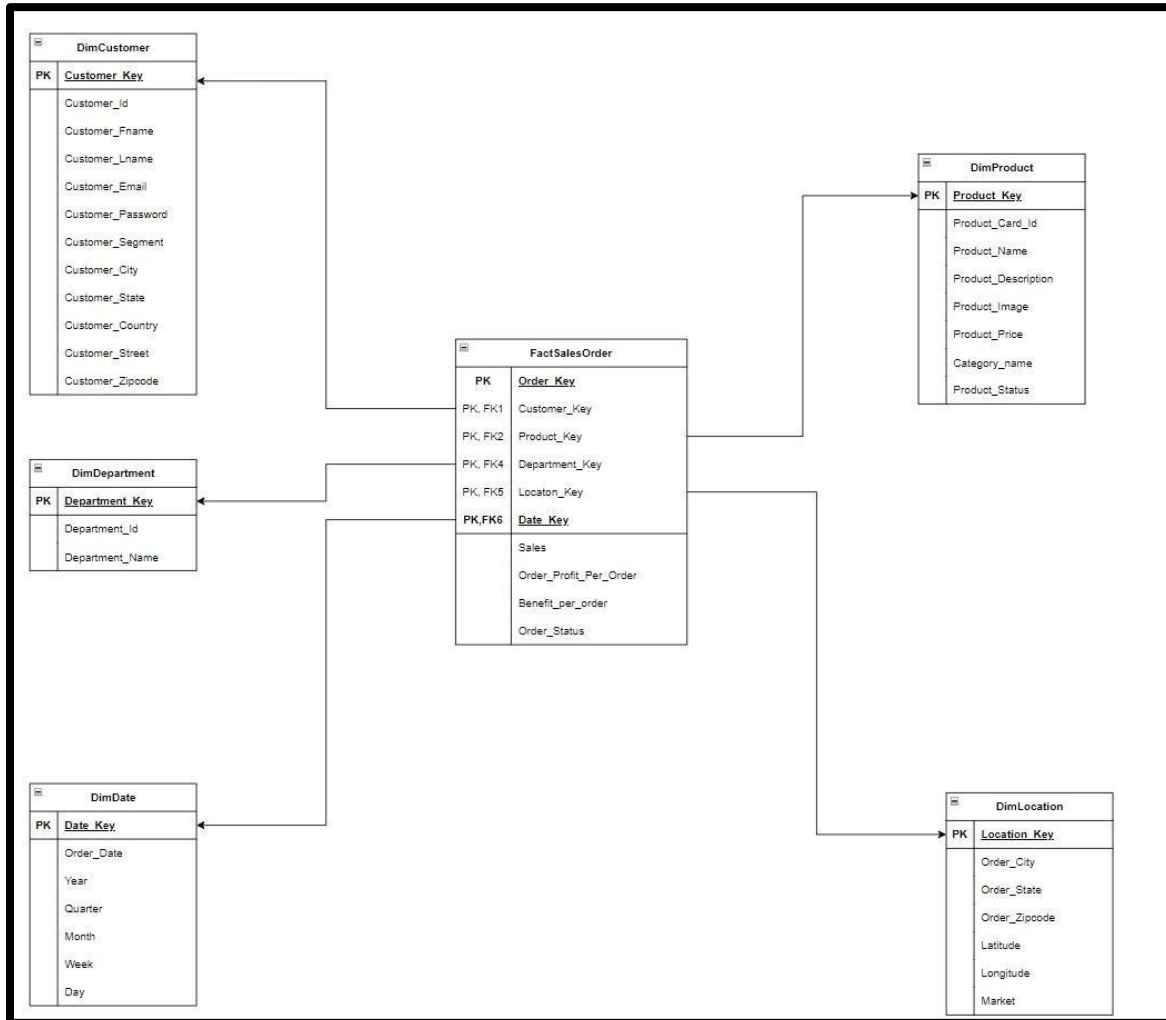 DimCustomer
PK Customer_Key
Customer_Id
Customer_Fname
Customer_Lname
Customer_Email
Customer_Password
Customer_Segment
Customer_City
Customer_State
Customer_Country
Customer_Street
Customer_Zipcode
DimProduct
PK Product_Key
Product_Card_Id
Product_Name
Product_Description
Product_Image
Product_Price
Category_name
Product_Status
FactSalesOrder
PK Order_Key
PK, FK1 Customer_Key
PK, FK2 Product_Key
PK, FK4 Department_Key
PK, FK5 Locaton_Key
PK,FK6 Date_Key
Sales
Order_Profit_Per_Order
Benefit_per_order
Order_Status
DimDepartment
PK Department_Key
Department_Id
Department_Name
DimDate
PK Date_Key
Order_Date
Year
Quarter
Month
Week
Day
DimLocation
PK Location_Key
Order_City
Order_State
Order_Zipcode
Latitude
Longitude
Market